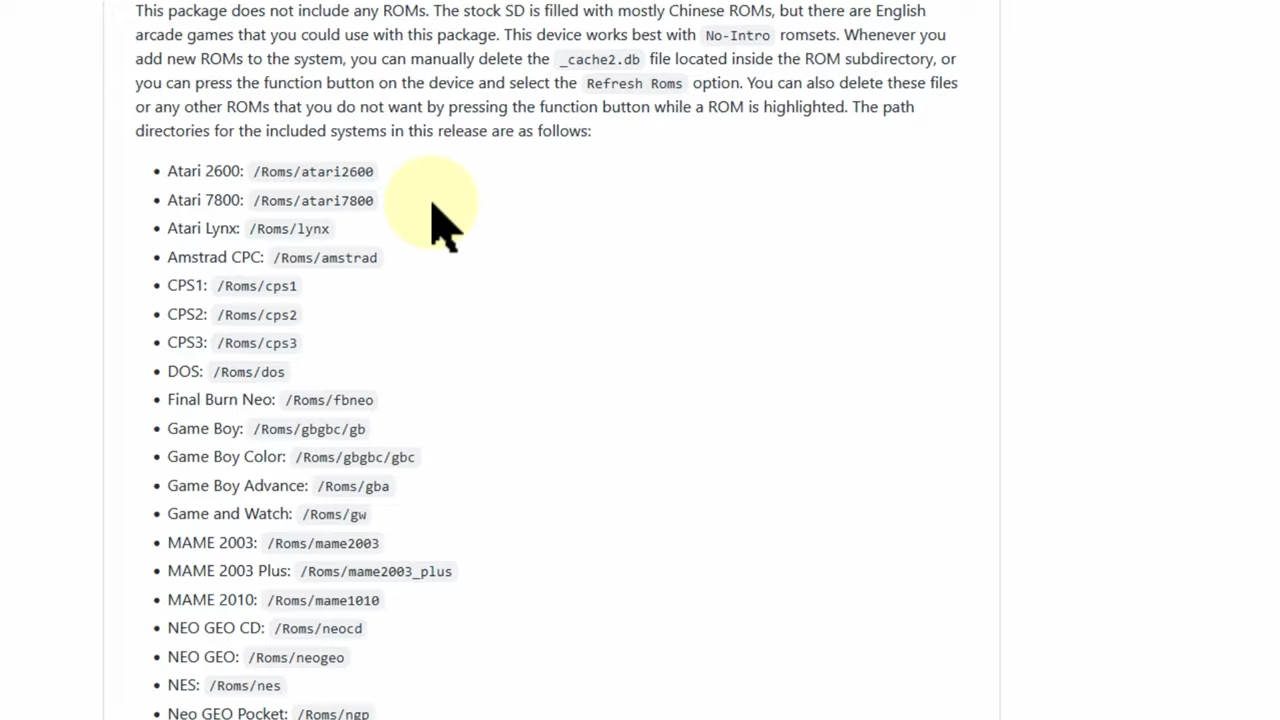 This package does not include any ROMs. The stock SD is filled with mostly Chinese ROMs, but there are English
arcade games that you could use with this package. This device works best with No-Intro romsets. Whenever you
add new ROMs to the system, you can manually delete the _cache2.db file located inside the ROM subdirectory, or
you can press the function button on the device and select the Refresh Roms option. You can also delete these files
or any other ROMs that you do not want by pressing the function button while a ROM is highlighted. The path
directories for the included systems in this release are as follows:
• Atari 2600: /Roms/atari2600
• Atari 7800: /Roms/atari7800
• Atari Lynx: /Roms/lynx
• Amstrad CPC: /Roms/amstrad
• CPS1: /Roms/cps1
• CPS2: /Roms/cps2
• CPS3: /Roms/cps3
• DOS: /Roms/dos
• Final Burn Neo: /Roms/fbneo
• Game Boy: /Roms/gbgbc/gb
• Game Boy Color: /Roms/gbgbc/gbc
• Game Boy Advance: /Roms/gba
• Game and Watch: /Roms/gw
• MAME 2003: /Roms/mame2003
• MAME 2003 Plus: /Roms/mame2003_plus
• MAME 2010: /Roms/mame1010
• NEO GEO CD: /Roms/neocd
• NEO GEO: /Roms/neogeo
• NES: /Roms/nes
• Neo GEO Pocket: /Roms/ngp